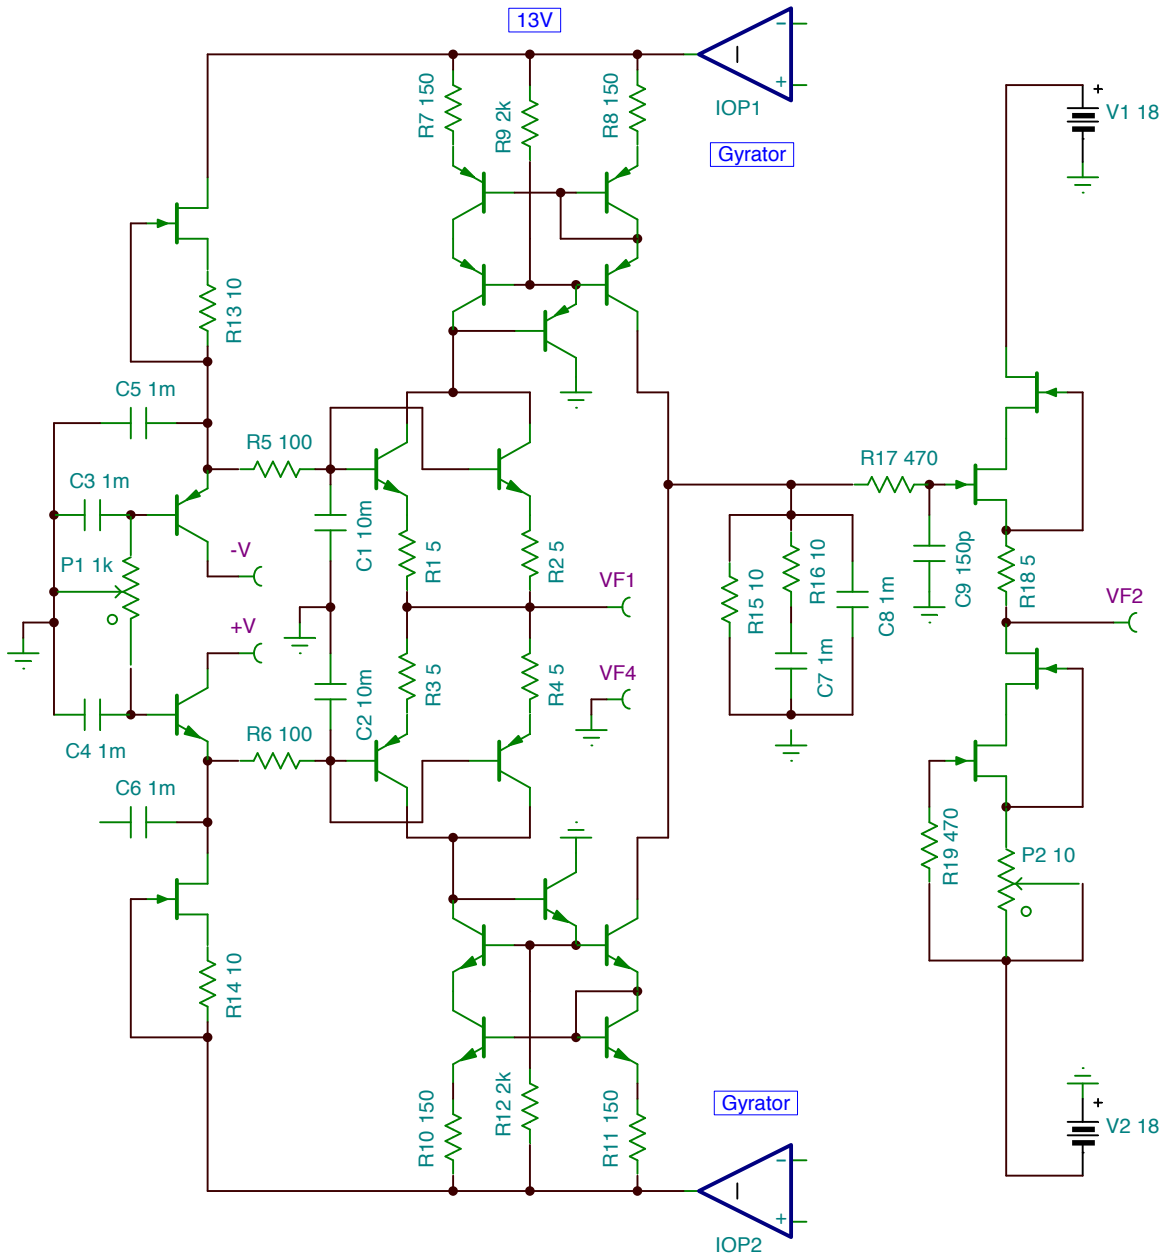 13V
R7 150
R9 2k
R8 150
-
+
IOP1
Gyrator
+
V1 18
R13 10
C5 1m
R5 100
C3 1m
P1 1k
-V
+V
C1 10m
R1 5
R2 5
VF1
R17 470
R15 10
R16 10
C8 1m
C7 1m
C9 150p
R18 5
VF2
C4 1m
R6 100
C2 10m
R3 5
R4 5
VF4
C6 1m
R19 470
P2 10
R14 10
R10 150
R12 2k
R11 150
Gyrator
-
+
IOP2
+
V2 18